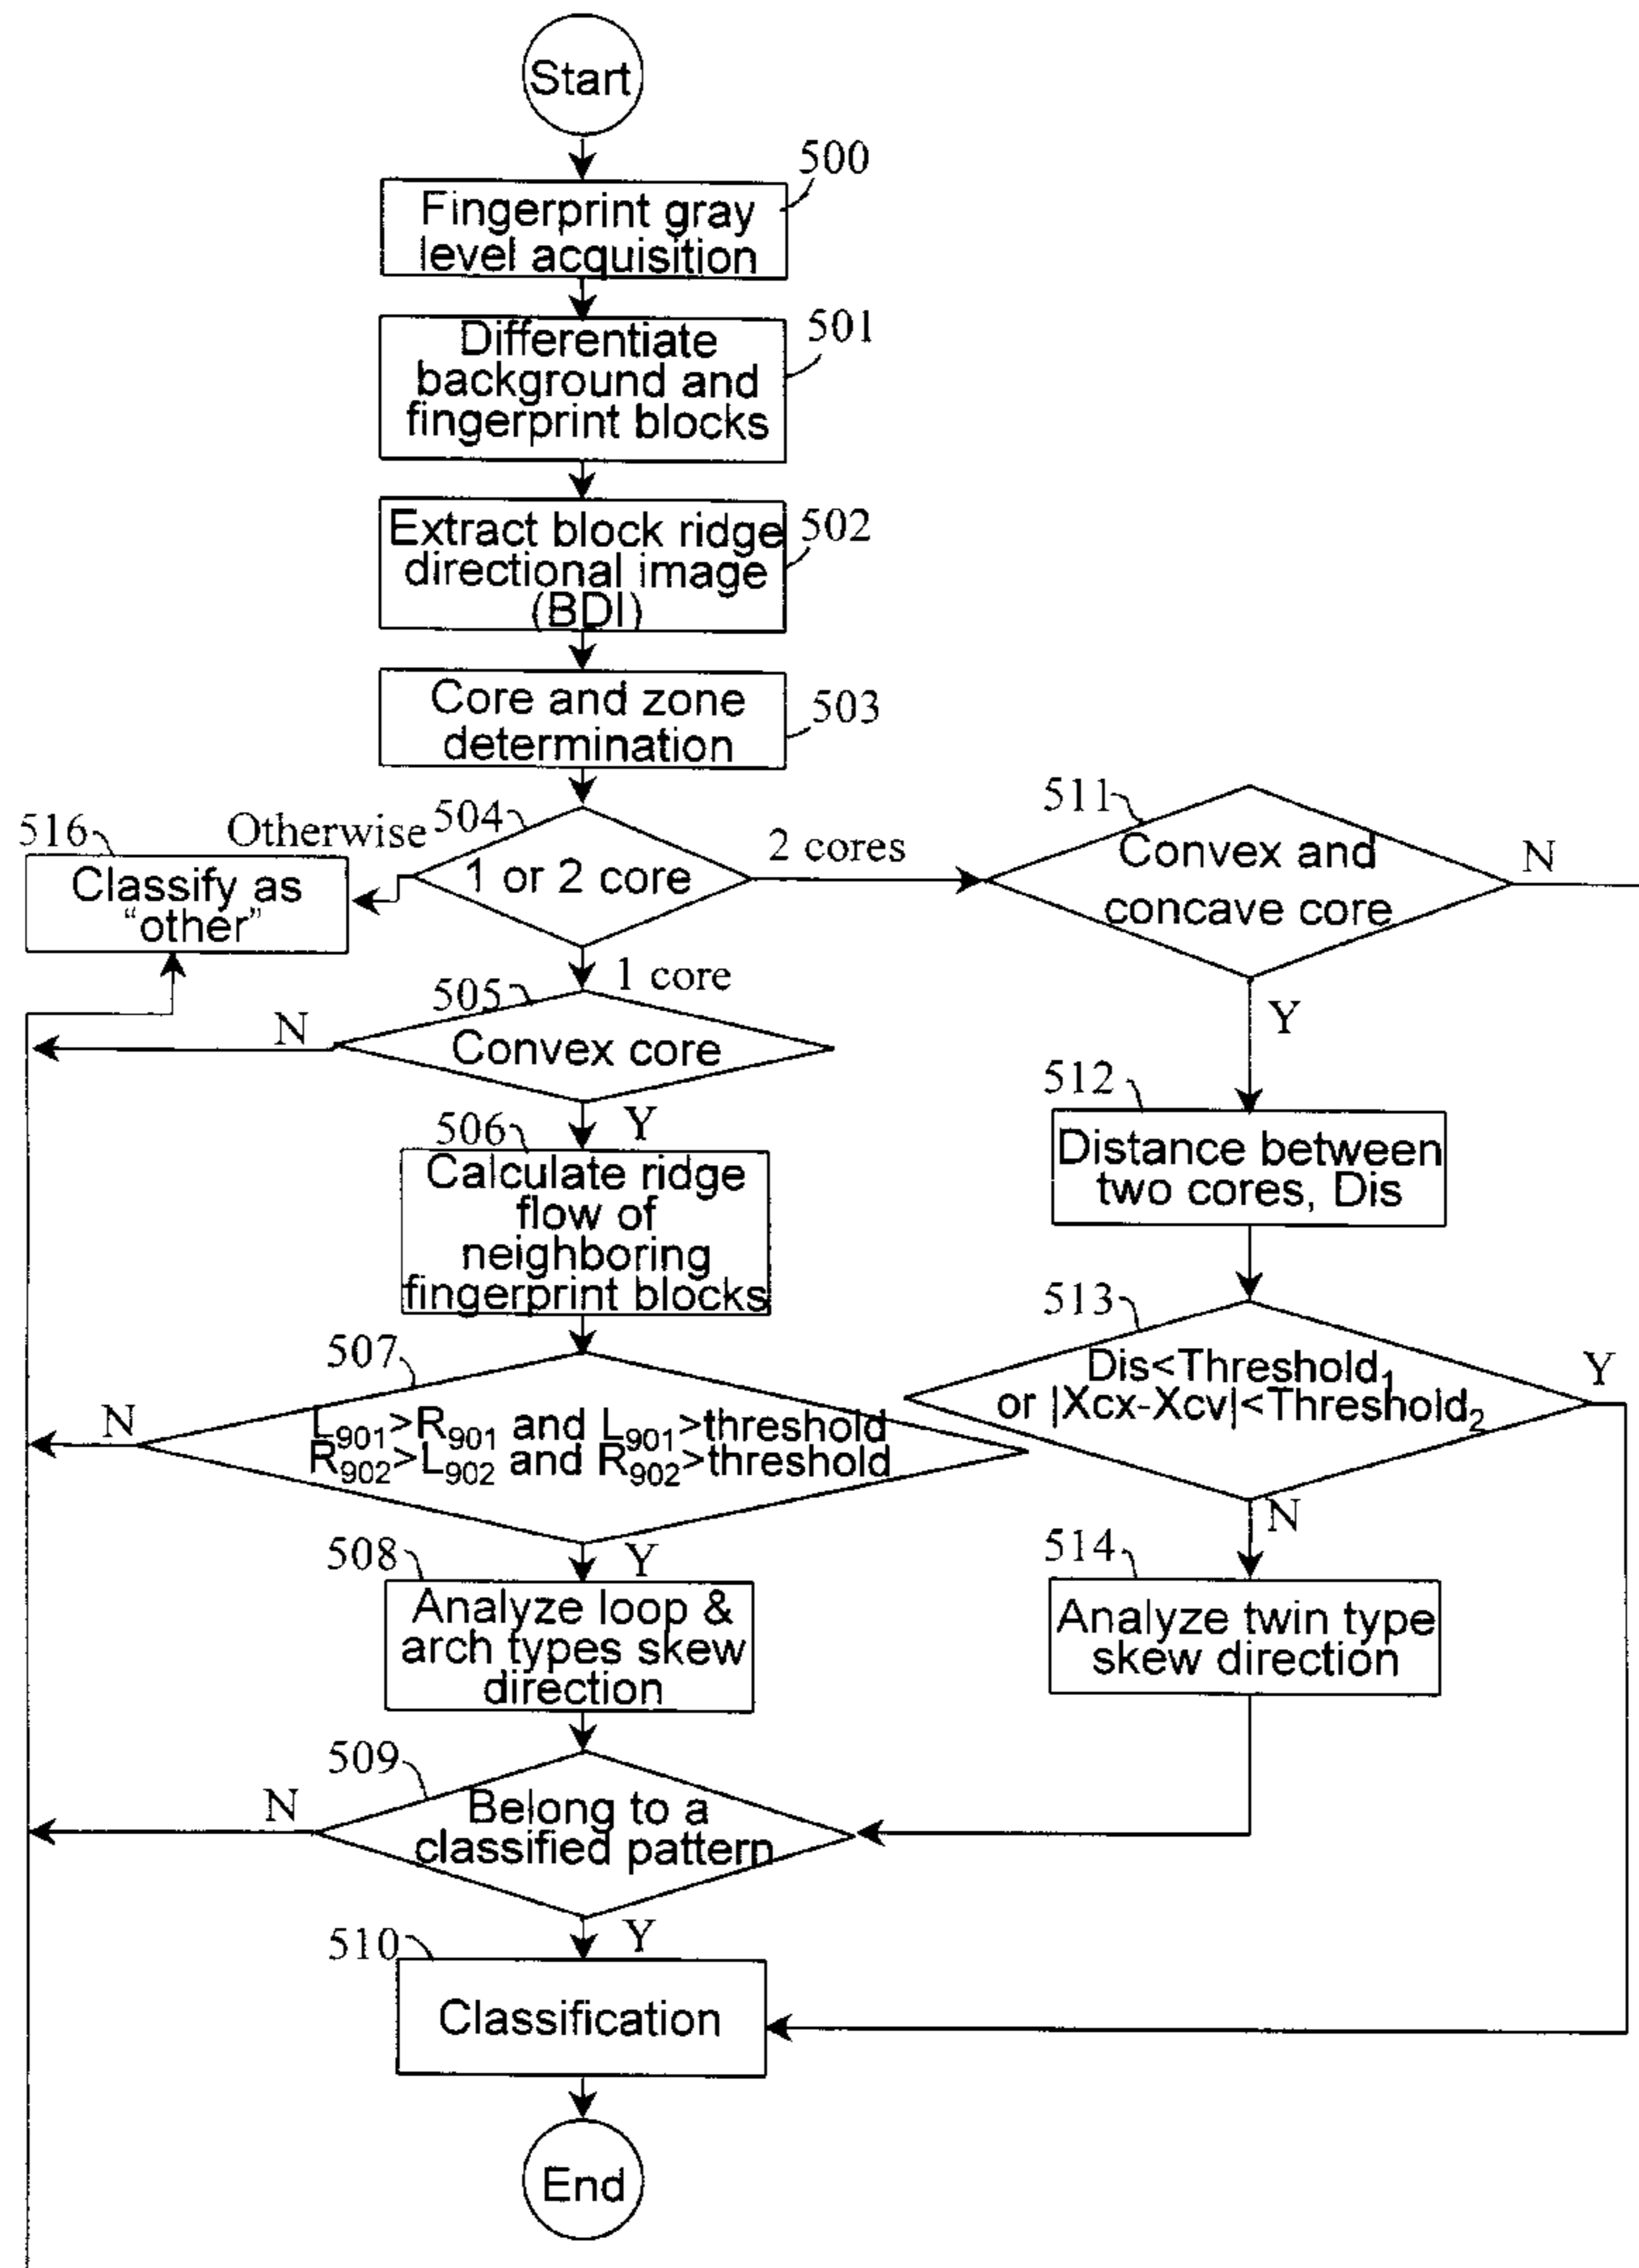 Start
500
Fingerprint gray
level acquisition
501
Differentiate
background and
fingerprint blocks
502
Extract block ridge
directional image
(BDI)
503
Core and zone
determination
504
1 or 2 core
Otherwise
516
Classify as
“other”
2 cores
511
Convex and
concave core
N
Y
1 core
505
Convex core
N
Y
506
Calculate ridge
flow of
neighboring
fingerprint blocks
512
Distance between
two cores, Dis
507
L901>R901 and L901>threshold
R902>L902 and R902>threshold
N
Y
513
Dis<Threshold1
or |Xcx-Xcv|<Threshold2
Y
N
508
Analyze loop &
arch types skew
direction
514
Analyze twin type
skew direction
509
Belong to a
classified pattern
N
Y
510
Classification
End